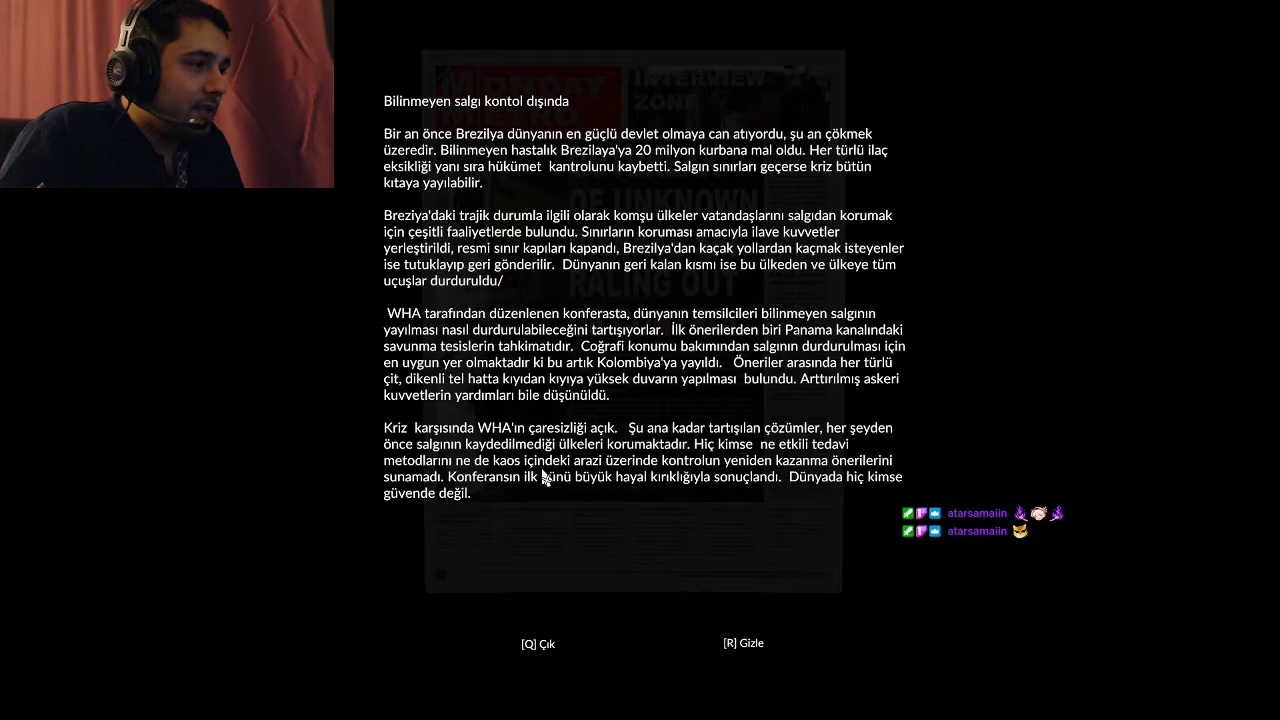 MONDAY
METRO
INTERVIEW
ZONE
Bilinmeyen salgı kontol dışında
Bir an önce Brezilya dünyanın en güçlü devlet olmaya can atıyordu, şu an çökmek
üzeredir. Bilinmeyen hastalık Brezilaya'ya 20 milyon kurbana mal oldu. Her türlü ilaç
eksikliği yanı sıra hükümet kantrolunu kaybetti. Salgın sınırları geçerse kriz bütün
kıtaya yayılabilir.
OF UNKNOWN
Breziya'daki trajik durumla ilgili olarak komşu ülkeler vatandaşlarını salgıdan korumak
için çeşitli faaliyetlerde bulundu. Sınırların koruması amacıyla ilave kuvvetler
yerleştirildi, resmi sınır kapıları kapandı, Brezilya'dan kaçak yollardan kaçmak isteyenler
ise tutuklayıp geri gönderilir. Dünyanın geri kalan kısmı ise bu ülkeden ve ülkeye tüm
uçuşlar durduruldu/
RALING OUT
WHA tarafından düzenlenen konferasta, dünyanın temsilcileri bilinmeyen salgının
yayılması nasıl durdurulabileceğini tartışıyorlar. İlk önerilerden biri Panama kanalındaki
savunma tesislerin tahkimatıdır. Coğrafi konumu bakımından salgının durdurulması için
en uygun yer olmaktadır ki bu artık Kolombiya'ya yayıldı. Öneriler arasında her türlü
çit, dikenli tel hatta kıyıdan kıyıya yüksek duvarın yapılması bulundu. Arttırılmış askeri
kuvvetlerin yardımları bile düşünüldü.
Kriz karşısında WHA'ın çaresizliği açık. Şu ana kadar tartışılan çözümler, her şeyden
önce salgının kaydedilmediği ülkeleri korumaktadır. Hiç kimse ne etkili tedavi
metodlarını ne de kaos içindeki arazi üzerinde kontrolun yeniden kazanma önerilerini
sunamadı. Konferansın ilk günü büyük hayal kırıklığıyla sonuçlandı. Dünyada hiç kimse
güvende değil.
atarsamaiin
atarsamaiin
[Q] Çık
[R] Gizle